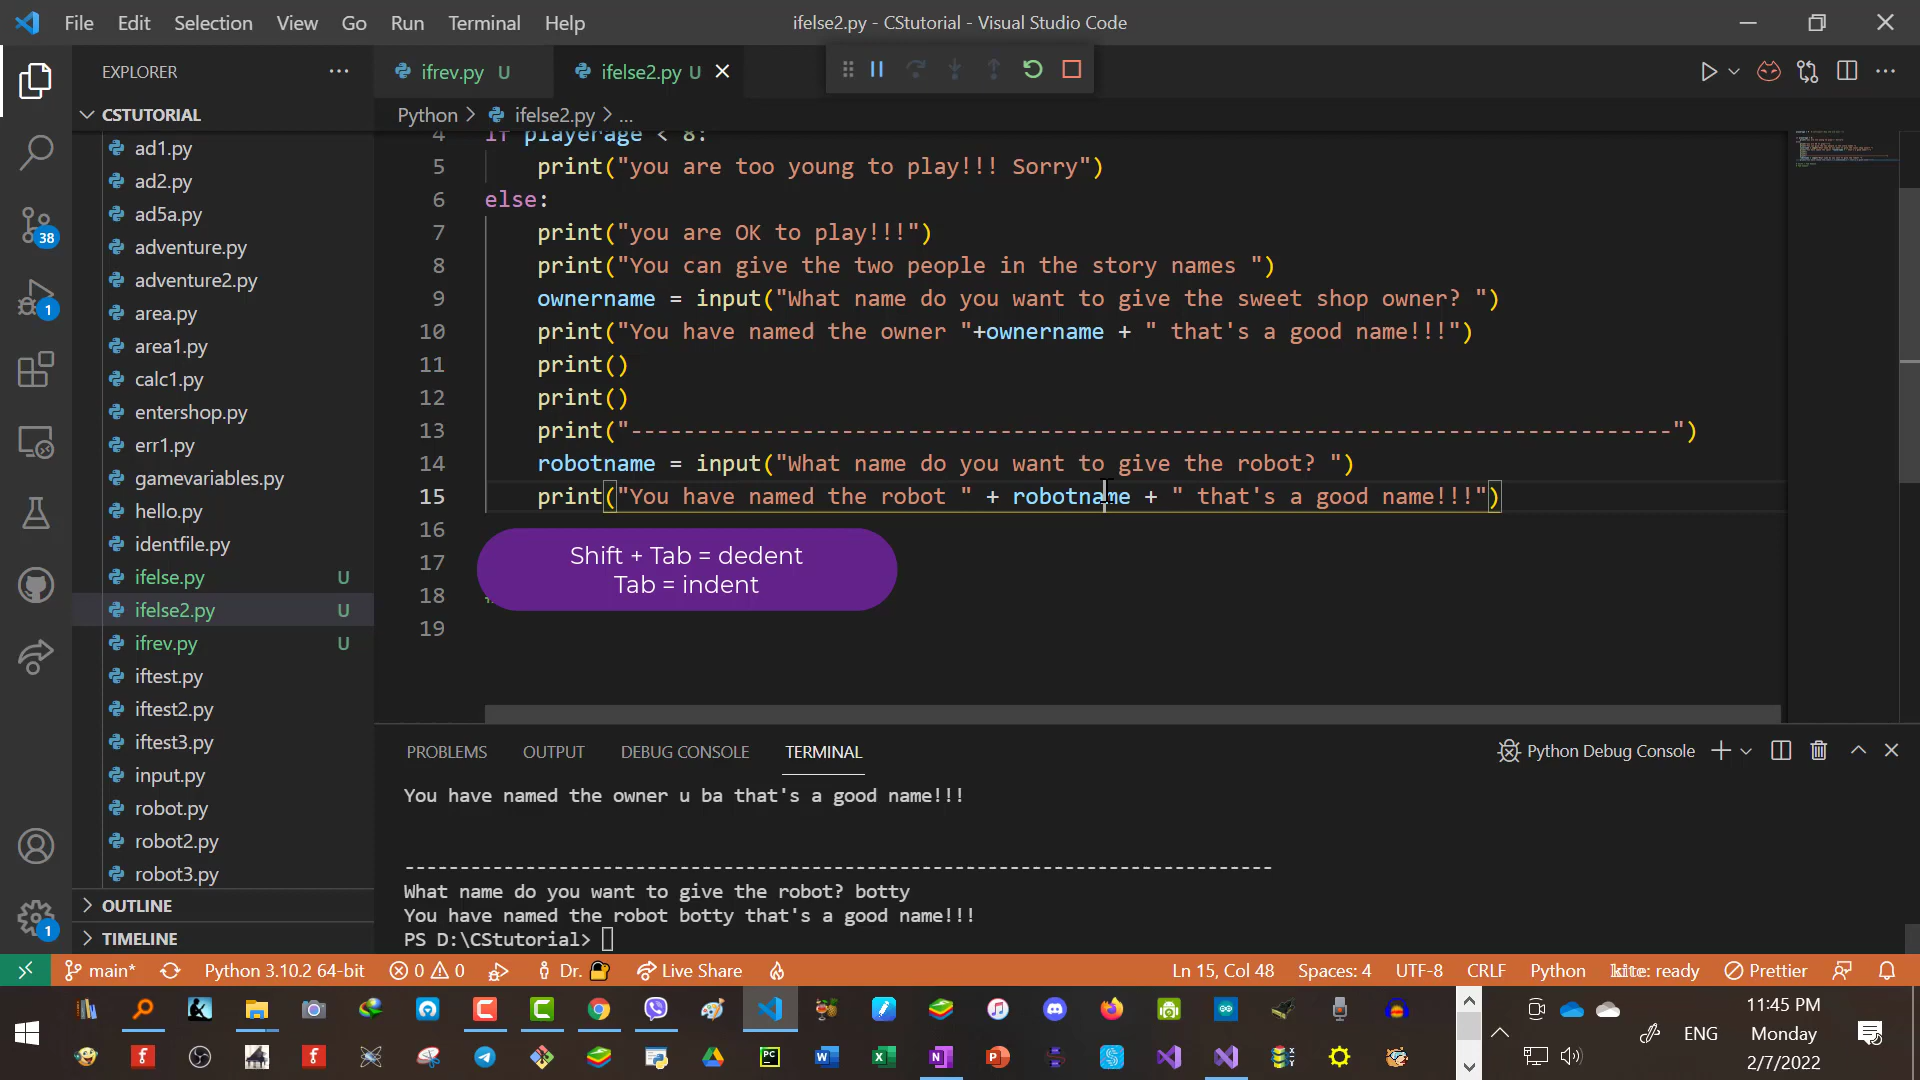 File Edit Selection View Go Run Terminal Help
ifelse2.py - CStutorial - Visual Studio Code
EXPLORER
ifrev.py U
ifelse2.py U
CSTUTORIAL
Python > ifelse2.py > ...
ad1.py
ad2.py
ad5a.py
adventure.py
adventure2.py
area.py
area1.py
calc1.py
entershop.py
err1.py
gamevariables.py
hello.py
identfile.py
ifelse.py U
ifelse2.py U
ifrev.py U
iftest.py
iftest2.py
iftest3.py
input.py
robot.py
robot2.py
robot3.py
OUTLINE
TIMELINE
38
1
1
4 if playerage < 8:
5 print("you are too young to play!!! Sorry")
6 else:
7 print("you are OK to play!!!")
8 print("You can give the two people in the story names ")
9 ownername = input("What name do you want to give the sweet shop owner? ")
10 print("You have named the owner "+ownername + " that's a good name!!!")
11 print()
12 print()
13 print("-------------------------------------------------------------------------------")
14 robotname = input("What name do you want to give the robot? ")
15 print("You have named the robot " + robotname + " that's a good name!!!")
16
17
18
19
Shift + Tab = dedent
Tab = indent
PROBLEMS OUTPUT DEBUG CONSOLE TERMINAL
Python Debug Console
You have named the owner u ba that's a good name!!!
-------------------------------------------------------------------------------
What name do you want to give the robot? botty
You have named the robot botty that's a good name!!!
PS D:\CStutorial>
main* Python 3.10.2 64-bit 0 0 Dr. Live Share
Ln 15, Col 48 Spaces: 4 UTF-8 CRLF Python kite: ready Prettier
ENG
11:45 PM
Monday
2/7/2022